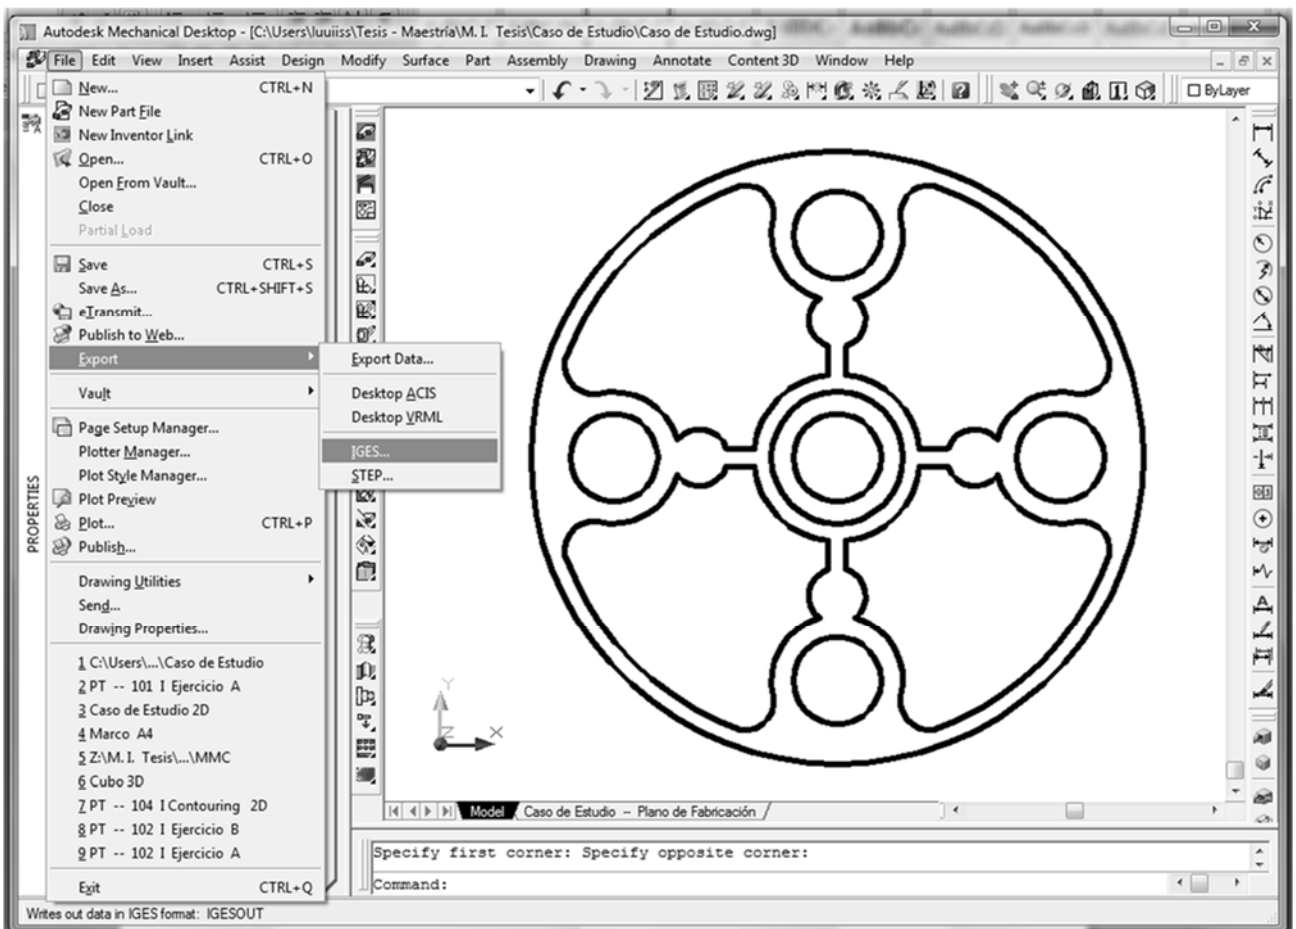 Autodesk Mechanical Desktop - [C:\Users\luuiiss\Tesis - Maestría\M. I. Tesis\Caso de Estudio\Caso de Estudio.dwg]
File Edit View Insert Assist Design Modify Surface Part Assembly Drawing Annotate Content 3D Window Help
ByLayer
New... CTRL+N
New Part File
New Inventor Link
Open... CTRL+O
Open From Vault...
Close
Partial Load
Save CTRL+S
Save As... CTRL+SHIFT+S
eTransmit...
Publish to Web...
Export
Vault
Page Setup Manager...
Plotter Manager...
Plot Style Manager...
Plot Preview
Plot... CTRL+P
Publish...
Drawing Utilities
Send...
Drawing Properties...
1 C:\Users\...\Caso de Estudio
2 PT -- 101 I Ejercicio A
3 Caso de Estudio 2D
4 Marco A4
5 Z:\M. I. Tesis\...\MMC
6 Cubo 3D
7 PT -- 104 I Contouring 2D
8 PT -- 102 I Ejercicio B
9 PT -- 102 I Ejercicio A
Exit CTRL+Q
Export Data...
Desktop ACIS
Desktop VRML
IGES...
STEP...
PROPERTIES
Y
Z
X
Model Caso de Estudio -- Plano de Fabricación
Specify first corner: Specify opposite corner:
Command:
Writes out data in IGES format: IGESOUT